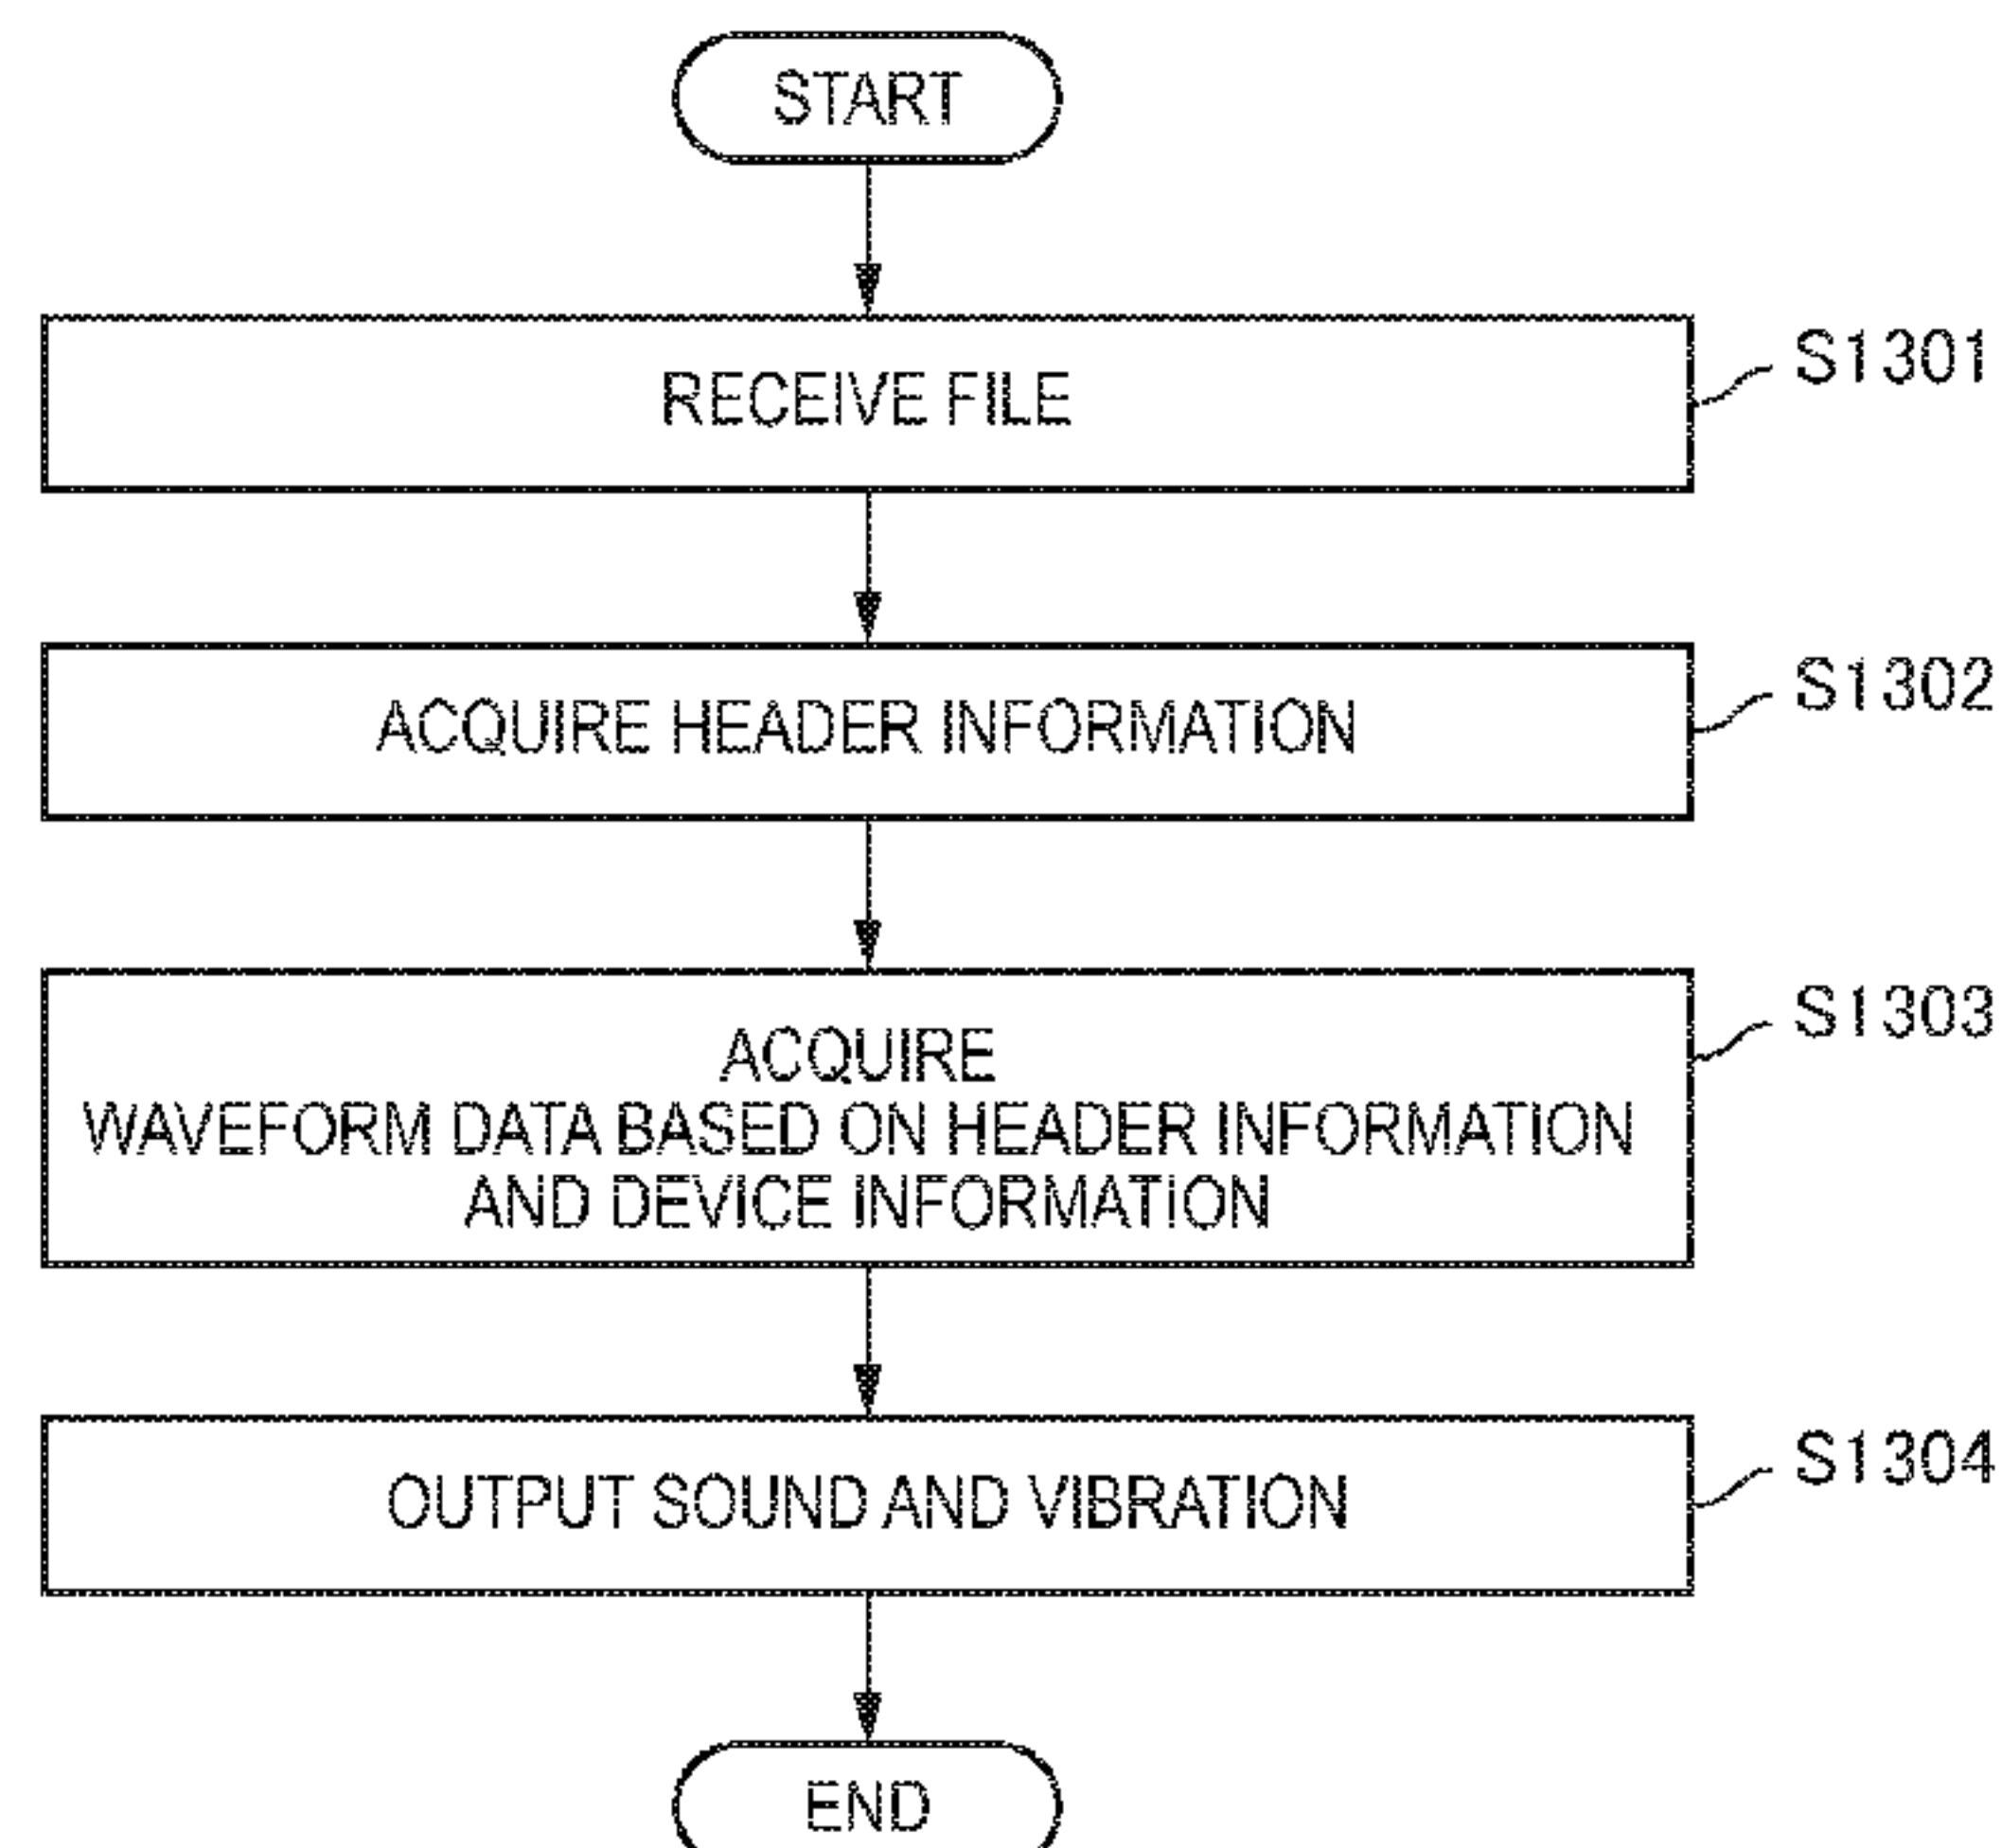 START
RECEIVE FILE
S1301
ACQUIRE HEADER INFORMATION
S1302
ACQUIRE
WAVEFORM DATA BASED ON HEADER INFORMATION
AND DEVICE INFORMATION
S1303
OUTPUT SOUND AND VIBRATION
S1304
END